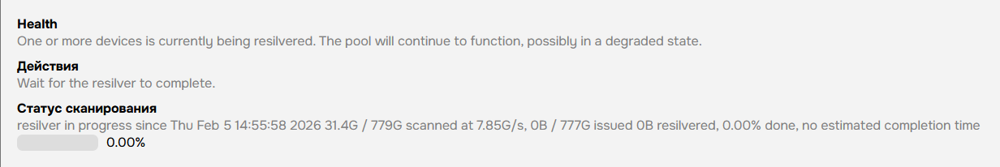 Health
One or more devices is currently being resilvered. The pool will continue to function, possibly in a degraded state.
Действия
Wait for the resilver to complete.
Статус сканирования
resilver in progress since Thu Feb 5 14:55:58 2026 31.4G / 779G scanned at 7.85G/s, 0B / 777G issued 0B resilvered, 0.00% done, no estimated completion time
0.00%